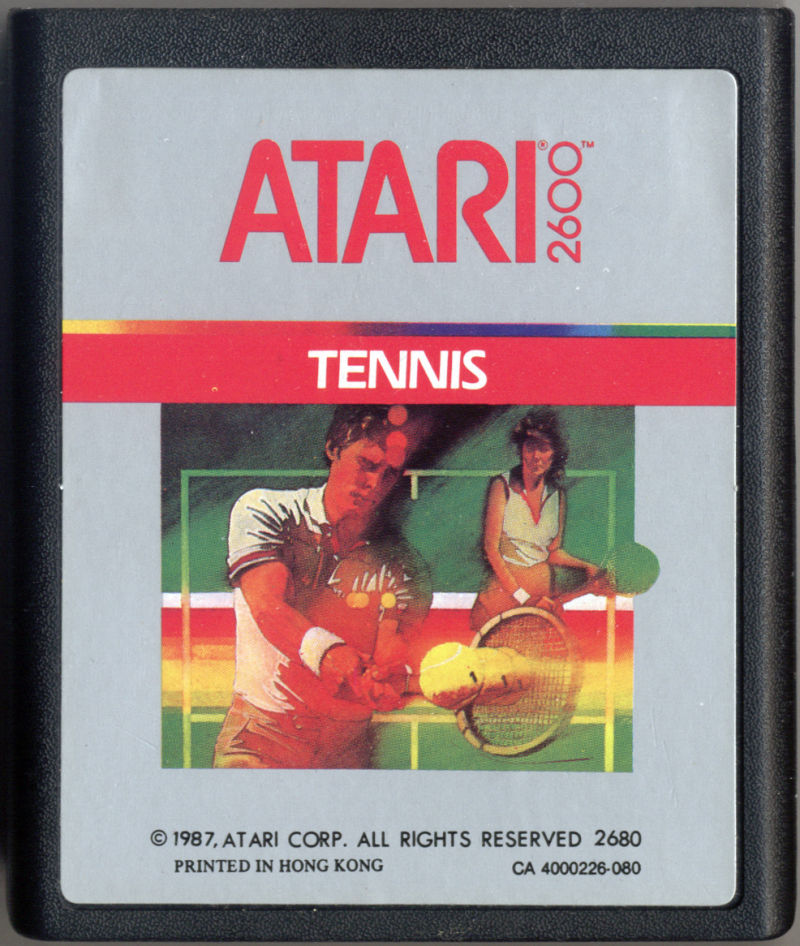 ATARI® 2600™
TENNIS
© 1987, ATARI CORP. ALL RIGHTS RESERVED 2680
PRINTED IN HONG KONG CA 4000226-080